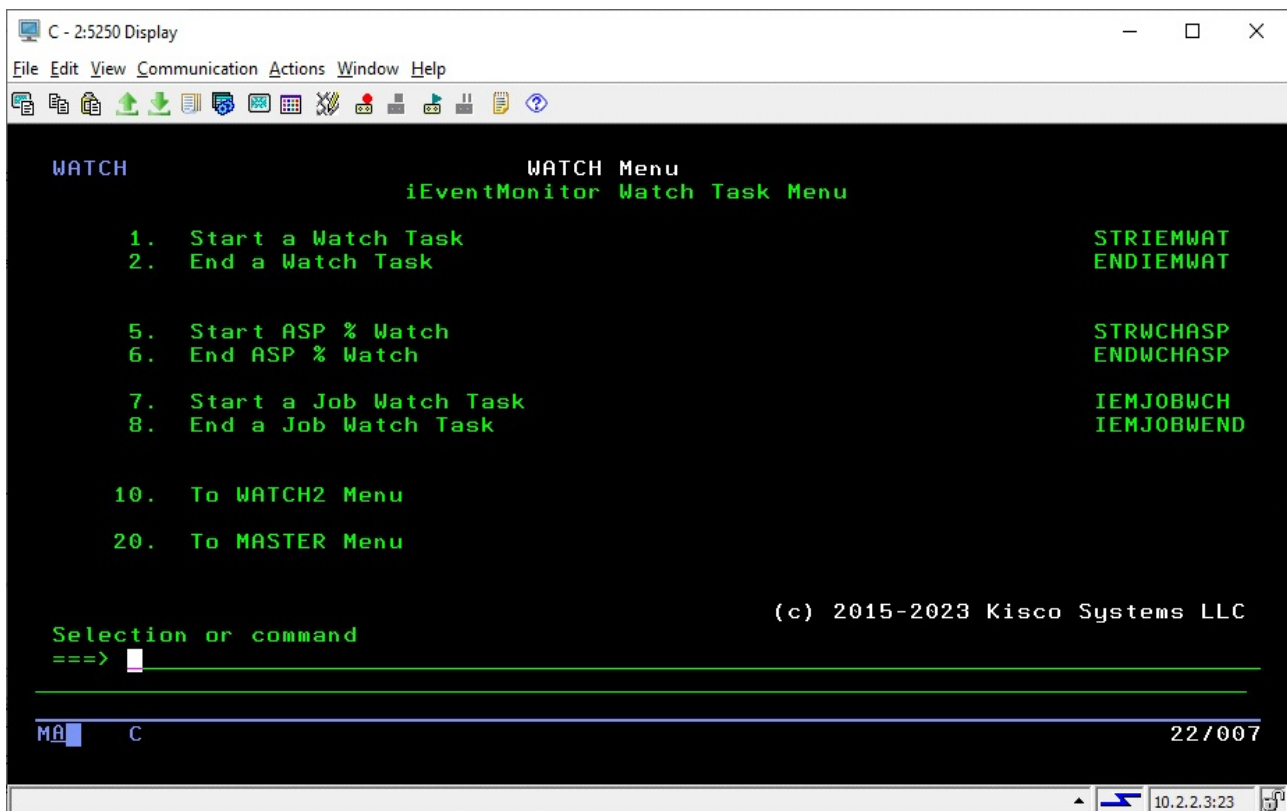 C - 2:5250 Display
File Edit View Communication Actions Window Help
WATCH WATCH Menu
iEventMonitor Watch Task Menu
1. Start a Watch Task STRIEMWAT
2. End a Watch Task ENDIEMWAT
5. Start ASP % Watch STRWCHASP
6. End ASP % Watch ENDWCHASP
7. Start a Job Watch Task IEMJOBWCH
8. End a Job Watch Task IEMJOBWEND
10. To WATCH2 Menu
20. To MASTER Menu
(c) 2015-2023 Kisco Systems LLC
Selection or command
===>
MA C 22/007
10.2.2.3:23